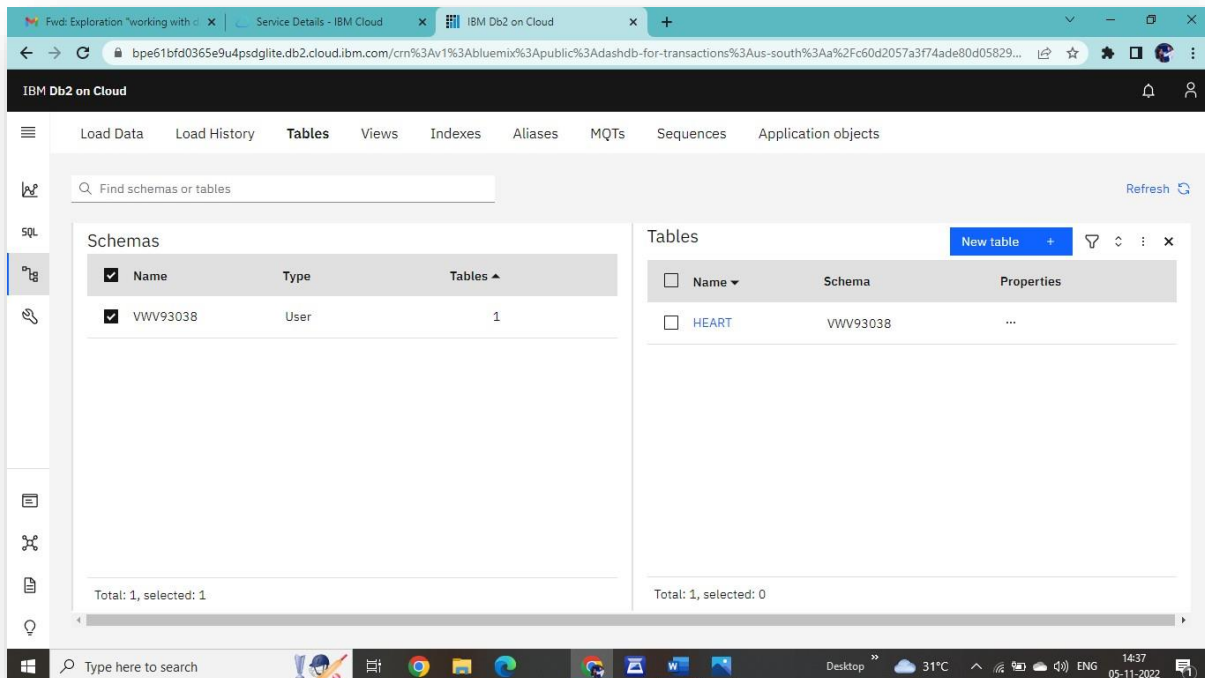 Fwd: Exploration "working with d
Service Details - IBM Cloud
IBM Db2 on Cloud
bpe61bfd0365e9u4psdglite.db2.cloud.ibm.com/crn%3Av1%3Abluemix%3Apublic%3Adashdb-for-transactions%3Aus-south%3Aa%2Fc60d2057a3f74ade80d05829...
IBM Db2 on Cloud
Load Data Load History Tables Views Indexes Aliases MQTs Sequences Application objects
Find schemas or tables
Refresh
SQL
Schemas
Name Type Tables
VWV93038 User 1
Total: 1, selected: 1
Tables
New table +
Name Schema Properties
HEART VWV93038 ...
Total: 1, selected: 0
Type here to search
Desktop 31°C ENG 14:37
05-11-2022